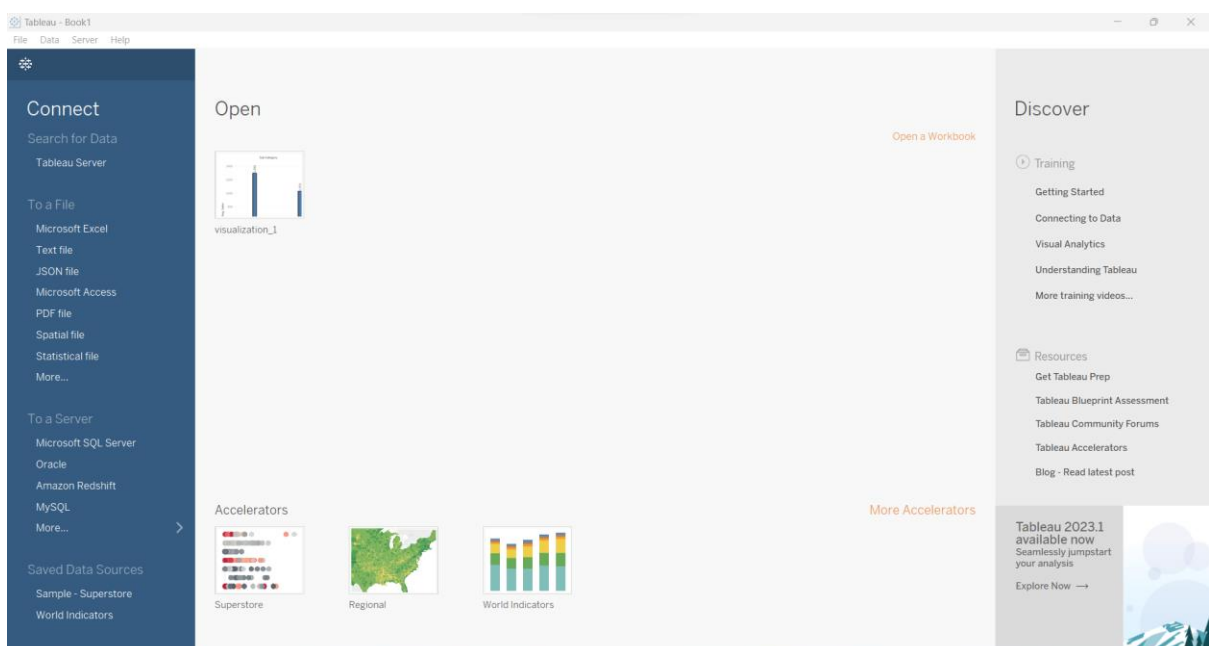 Tableau - Book1
File Data Server Help
Connect
Search for Data
Tableau Server
To a File
Microsoft Excel
Text file
JSON file
Microsoft Access
PDF file
Spatial file
Statistical file
More...
To a Server
Microsoft SQL Server
Oracle
Amazon Redshift
MySQL
More...
Saved Data Sources
Sample - Superstore
World Indicators
Open
Open a Workbook
visualization_1
Accelerators
More Accelerators
Superstore
Regional
World Indicators
Discover
Training
Getting Started
Connecting to Data
Visual Analytics
Understanding Tableau
More training videos...
Resources
Get Tableau Prep
Tableau Blueprint Assessment
Tableau Community Forums
Tableau Accelerators
Blog - Read latest post
Tableau 2023.1
available now
Seamlessly jumpstart
your analysis
Explore Now →